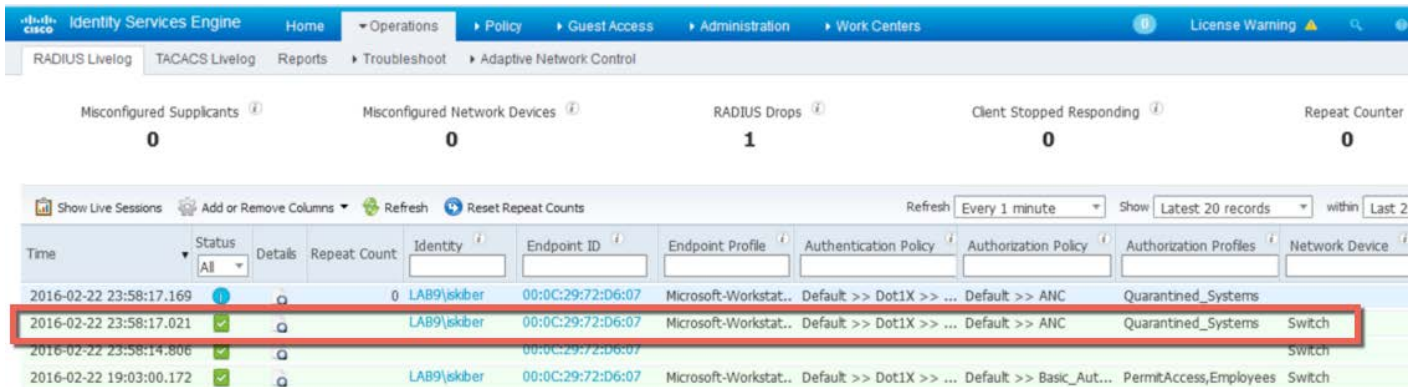 cisco Identity Services Engine Home Operations Policy Guest Access Administration Work Centers 0 License Warning
RADIUS Livelog TACACS Livelog Reports Troubleshoot Adaptive Network Control
Misconfigured Supplicants Misconfigured Network Devices RADIUS Drops Client Stopped Responding Repeat Counter
0 0 1 0 0
Show Live Sessions Add or Remove Columns Refresh Reset Repeat Counts Refresh Every 1 minute Show Latest 20 records within Last 2
Time Status All Details Repeat Count Identity Endpoint ID Endpoint Profile Authentication Policy Authorization Policy Authorization Profiles Network Device
2016-02-22 23:58:17.169 0 LAB9\iskiber 00:0C:29:72:D6:07 Microsoft-Workstat.. Default >> Dot1X >> ... Default >> ANC Quarantined_Systems
2016-02-22 23:58:17.021 LAB9\iskiber 00:0C:29:72:D6:07 Microsoft-Workstat.. Default >> Dot1X >> ... Default >> ANC Quarantined_Systems Switch
2016-02-22 23:58:14.806 00:0C:29:72:D6:07 Switch
2016-02-22 19:03:00.172 LAB9\iskiber 00:0C:29:72:D6:07 Microsoft-Workstat.. Default >> Dot1X >> ... Default >> Basic_Aut... PermitAccess,Employees Switch